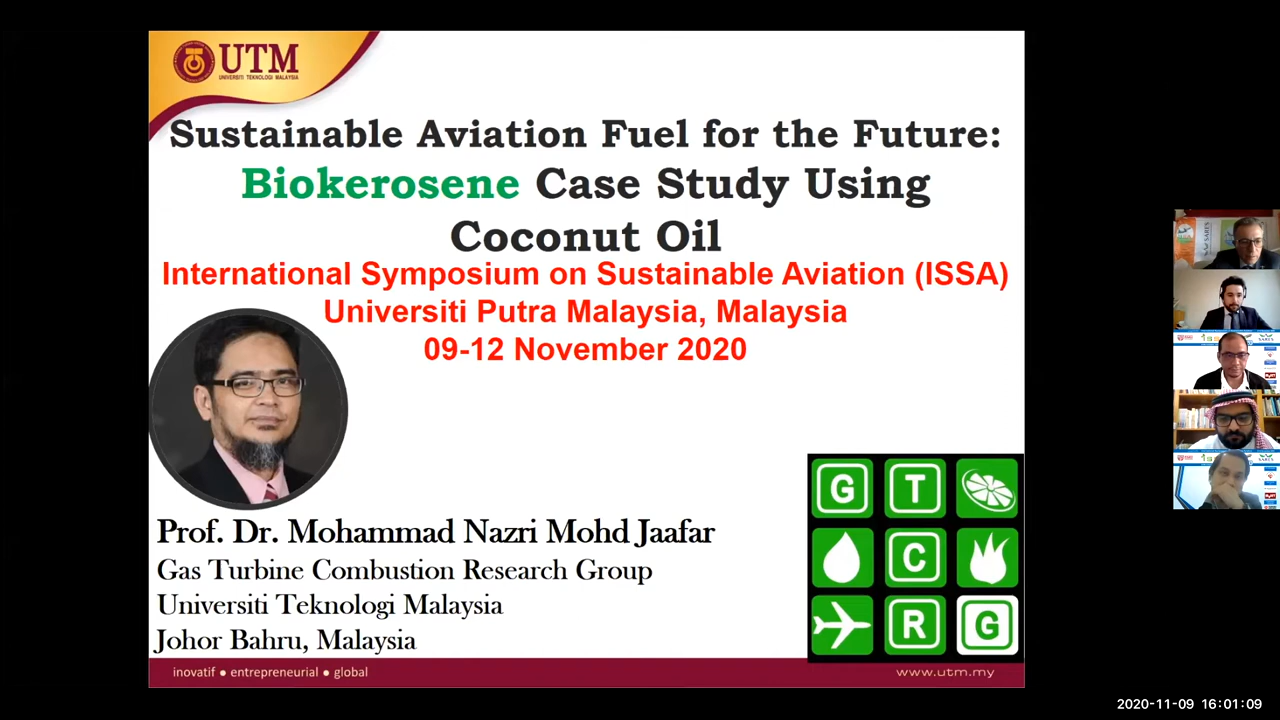 UTM
UNIVERSITI TEKNOLOGI MALAYSIA
Sustainable Aviation Fuel for the Future:
Biokerosene Case Study Using
Coconut Oil
International Symposium on Sustainable Aviation (ISSA)
Universiti Putra Malaysia, Malaysia
09-12 November 2020
Prof. Dr. Mohammad Nazri Mohd Jaafar
Gas Turbine Combustion Research Group
Universiti Teknologi Malaysia
Johor Bahru, Malaysia
G T
C
R G
inovatif ● entrepreneurial ● global
www.utm.my
SARES
2020-11-09 16:01:09